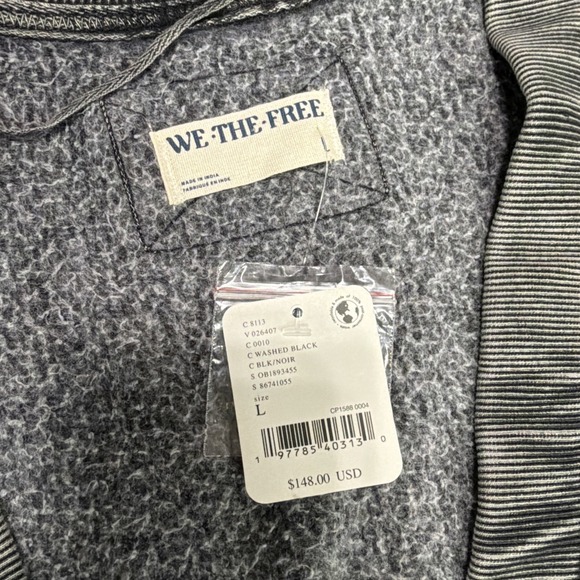 WE·THE·FREE
L
MADE IN INDIA
FABRIQUÉ EN INDE
C 8113
V 026407
C 0010
C WASHED BLACK
C BLK/NOIR
S OB1893455
S 86741055
size
L
CP1588 0004
1 97785 40313 0
$148.00 USD